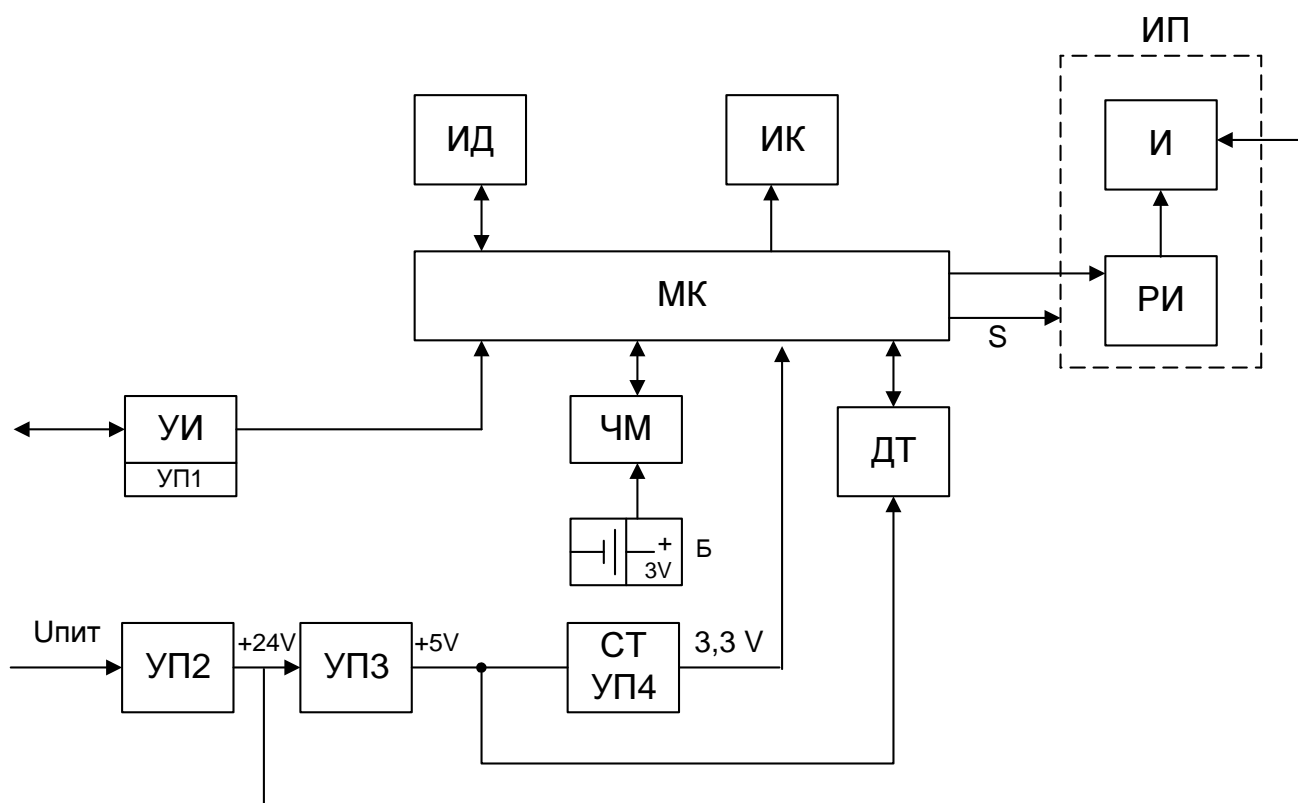 ИП
ИД
ИК
И
МК
РИ
S
УИ
УП1
ЧМ
ДТ
+
3V
Б
Uпит
УП2
+24V
УП3
+5V
СТ
УП4
3,3 V